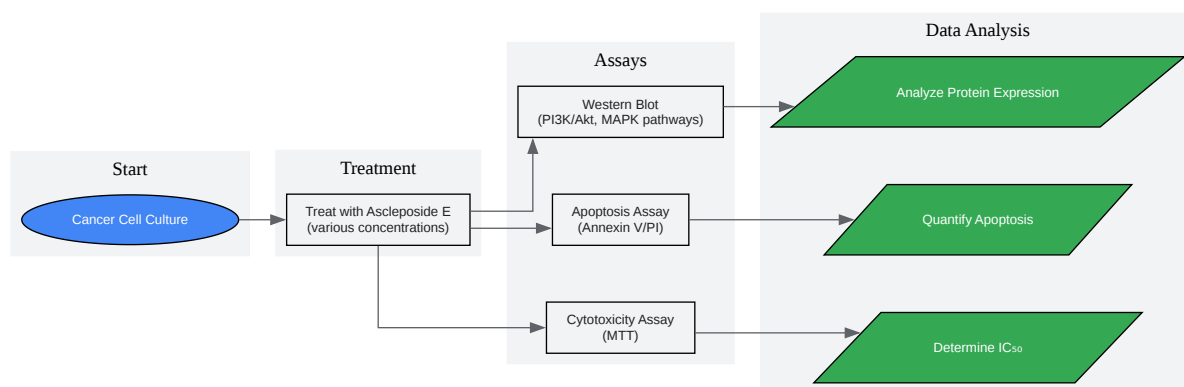 Start
Cancer Cell Culture
Treatment
Treat with Ascleposide E
(various concentrations)
Assays
Western Blot
(PI3K/Akt, MAPK pathways)
Apoptosis Assay
(Annexin V/PI)
Cytotoxicity Assay
(MTT)
Data Analysis
Analyze Protein Expression
Quantify Apoptosis
Determine IC₅₀